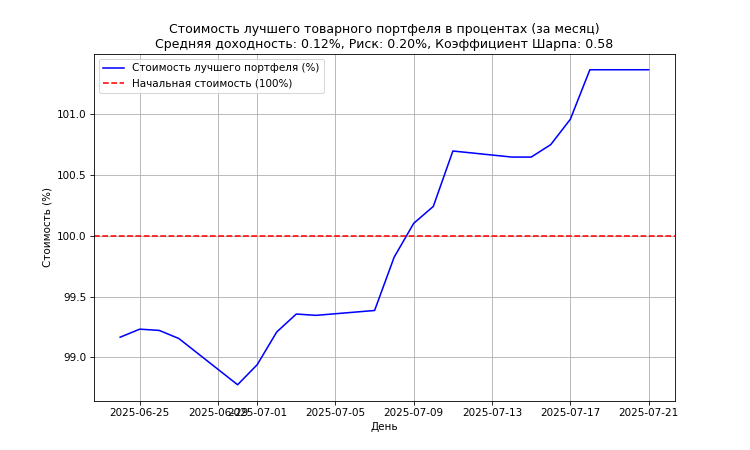 Стоимость лучшего товарного портфеля в процентах (за месяц)
Средняя доходность: 0.12%, Риск: 0.20%, Коэффициент Шарпа: 0.58
Стоимость лучшего портфеля (%)
Начальная стоимость (100%)
Стоимость (%)
101.0
100.5
100.0
99.5
99.0
2025-06-25
2025-06-29
2025-07-01
2025-07-05
2025-07-09
2025-07-13
2025-07-17
2025-07-21
День